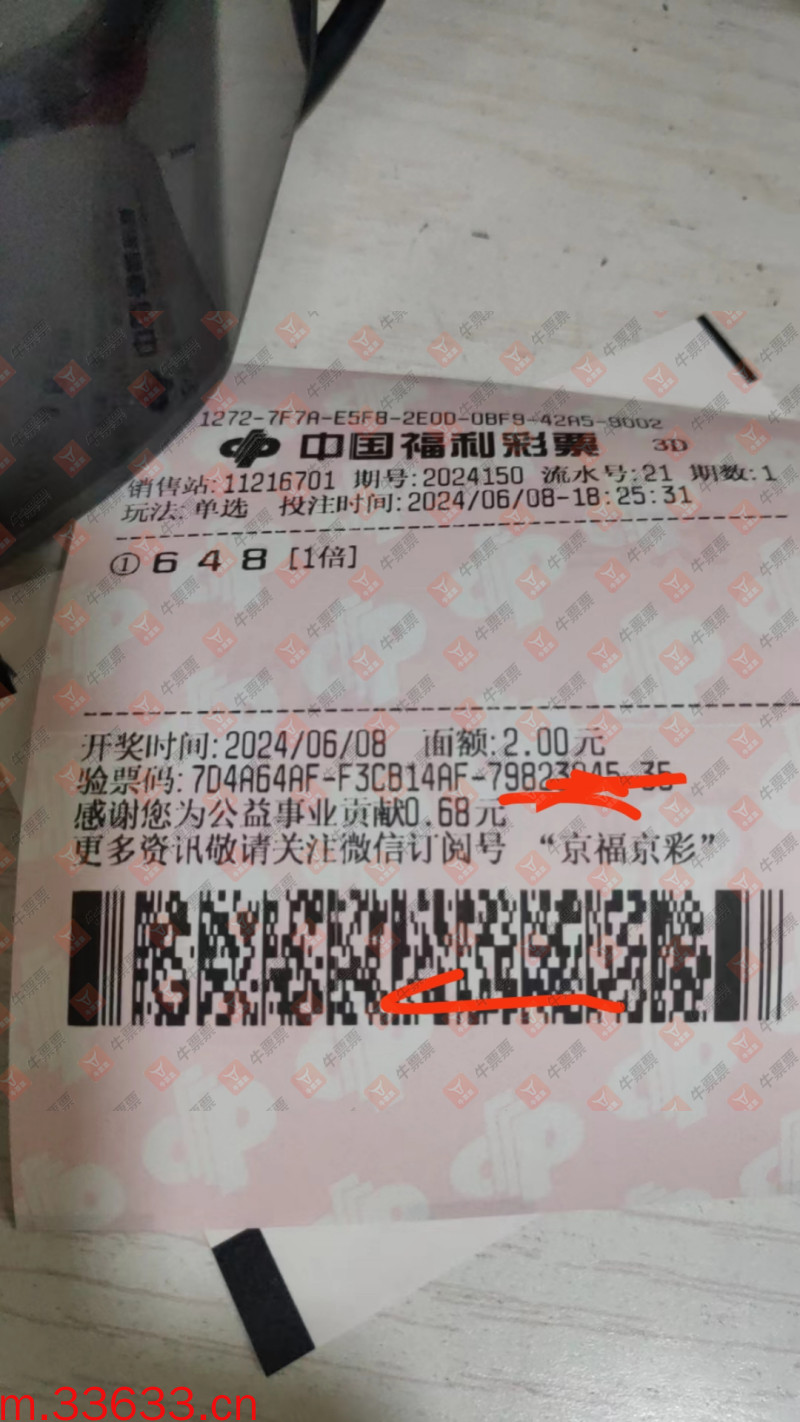 1272-7F7A-E5F8-2E0D-0BF9-42A5-9002
中国福利彩票 3D
销售站:11216701 期号:2024150 流水号:21 期数:1
玩法:单选 投注时间:2024/06/08-18:25:31
① 6 4 8 [1倍]
开奖时间:2024/06/08 面额:2.00元
验票码:7D4A64AF-F3CB14AF-7982
感谢您为公益事业贡献0.68元
更多资讯敬请关注微信订阅号 “京福京彩”
牛票票
m.33633.cn